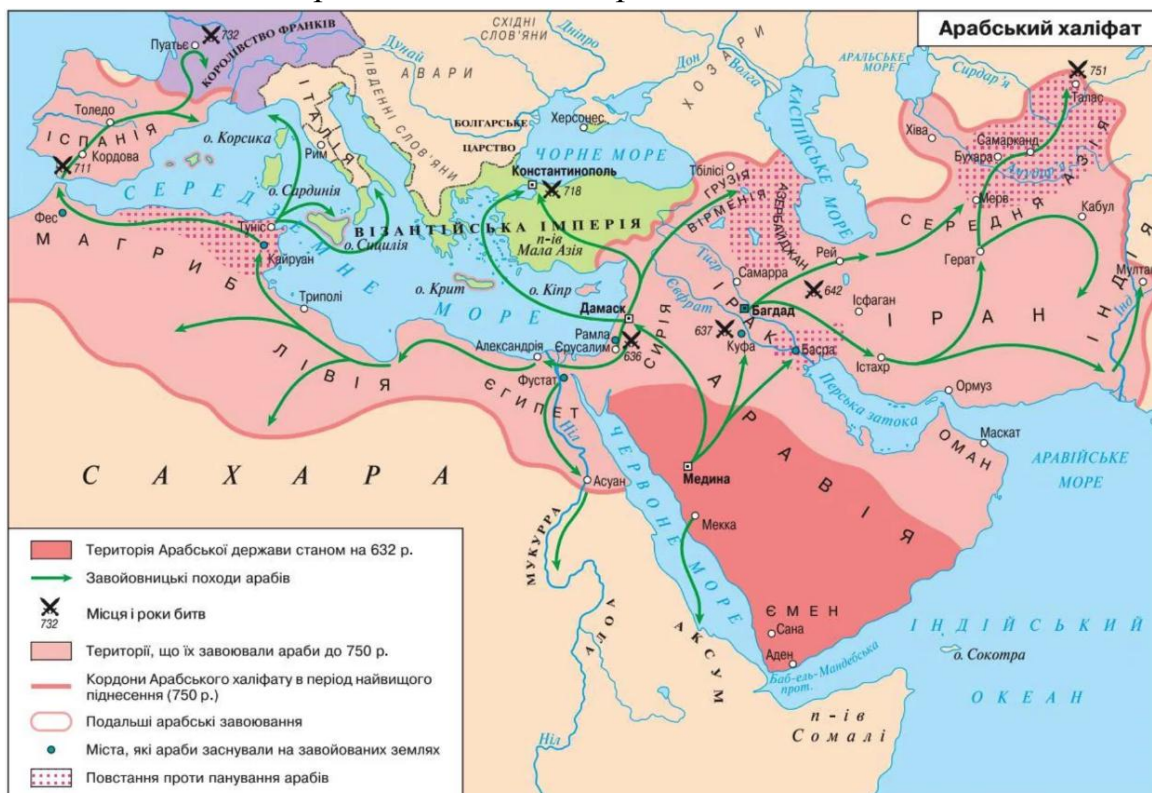 Арабський халіфат
СХІДНІ
СЛОВ'ЯНИ
732
Пуатьє
КОРОЛІВСТВО ФРАНКІВ
Дунай
АВАРИ
Дніпро
Дон
Волга
ХОЗАРИ
АРАЛЬСЬКЕ
МОРЕ
Сирдар'я
751
Талас
ПІВДЕННІ СЛОВ'ЯНИ
ІТАЛІЯ
Толедо
ІСПАНІЯ
Кордова
711
о. Корсика
Рим
БОЛГАРСЬКЕ
ЦАРСТВО
Херсонес
ЧОРНЕ МОРЕ
КАСПІЙСЬКЕ МОРЕ
Хіва
Самарканд
Бухара
Амудар'я
Константинополь
718
Тбілісі
ГРУЗІЯ
ВІРМЕНІЯ
АЗЕРБАЙДЖАН
СЕРЕДНЯ АЗІЯ
Мерв
Кабул
СЕРЕДЗЕМНЕ МОРЕ
о. Сардинія
Фес
Туніс
о. Сицилія
ВІЗАНТІЙСЬКА ІМПЕРІЯ
п-ів
Мала Азія
МАГРИБ
Кайруан
Тигр
Рей
Герат
Мултан
ІНДІЯ
Самарра
Євфрат
ІРАК
642
о. Крит
о. Кіпр
Триполі
Дамаск
Багдад
Ісфаган
ІРАН
Інд
637
Куфа
Рамла
Єрусалим
636
СИРІЯ
Басра
Істахр
Александрія
ЛІВІЯ
Фустат
ЄГИПЕТ
Перська затока
Ормуз
Ніл
АРАВІЯ
ОМАН
Маскат
АРАВІЙСЬКЕ
МОРЕ
САХАРА
Асуан
Медина
ЧЕРВОНЕ МОРЕ
Мекка
МУКУРРА
АЛОА
АКСУМ
ЄМЕН
Сана
Аден
Баб-ель-Мандебська
прот.
ІНДІЙСЬКИЙ
ОКЕАН
о. Сокотра
Ніл
п-ів
Сомалі
Територія Арабської держави станом на 632 р.
Завойовницькі походи арабів
732
Місця і роки битв
Території, що їх завоювали араби до 750 р.
Кордони Арабського халіфату в період найвищого
піднесення (750 р.)
Подальші арабські завоювання
Міста, які араби заснували на завойованих землях
Повстання проти панування арабів